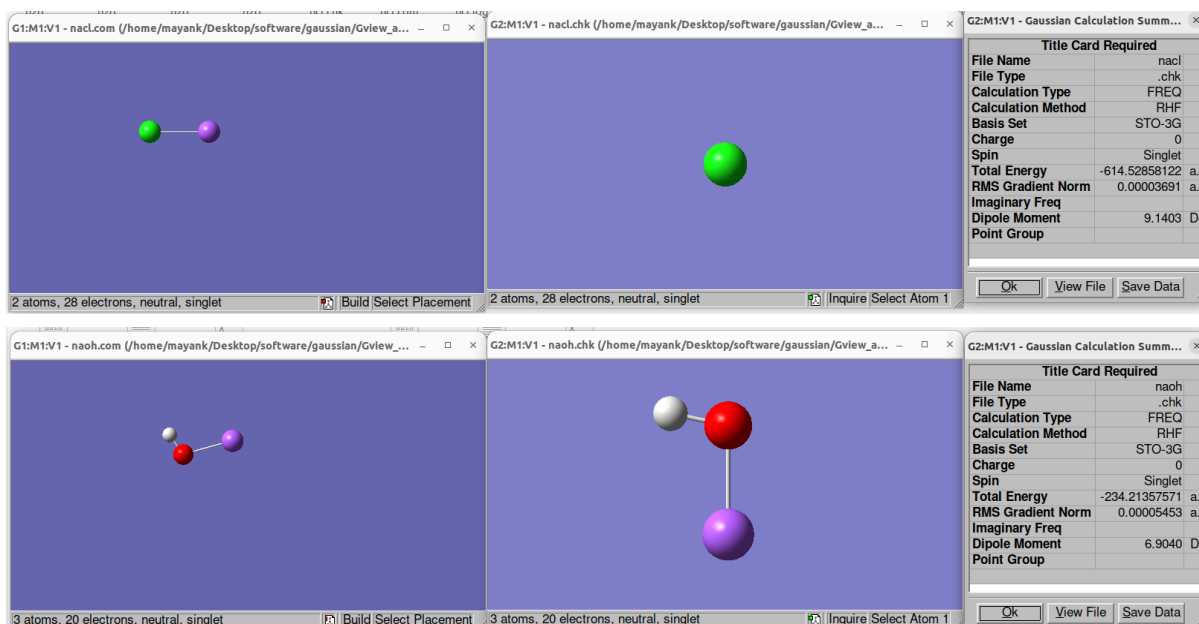 G1:M1:V1 - nacl.com (/home/mayank/Desktop/software/gaussian/Gview_a...
2 atoms, 28 electrons, neutral, singlet
Build Select Placement
G2:M1:V1 - nacl.chk (/home/mayank/Desktop/software/gaussian/Gview_a...
2 atoms, 28 electrons, neutral, singlet
Inquire Select Atom 1
G2:M1:V1 - Gaussian Calculation Summ...
Title Card Required
File Name nacl
File Type .chk
Calculation Type FREQ
Calculation Method RHF
Basis Set STO-3G
Charge 0
Spin Singlet
Total Energy -614.52858122 a.
RMS Gradient Norm 0.00003691 a.
Imaginary Freq
Dipole Moment 9.1403 D
Point Group
Ok View File Save Data
G1:M1:V1 - naoh.com (/home/mayank/Desktop/software/gaussian/Gview_...
3 atoms, 20 electrons, neutral, singlet
Build Select Placement
G2:M1:V1 - naoh.chk (/home/mayank/Desktop/software/gaussian/Gview_a...
3 atoms, 20 electrons, neutral, singlet
Inquire Select Atom 1
G2:M1:V1 - Gaussian Calculation Summ...
Title Card Required
File Name naoh
File Type .chk
Calculation Type FREQ
Calculation Method RHF
Basis Set STO-3G
Charge 0
Spin Singlet
Total Energy -234.21357571 a.
RMS Gradient Norm 0.00005453 a.
Imaginary Freq
Dipole Moment 6.9040 D
Point Group
Ok View File Save Data